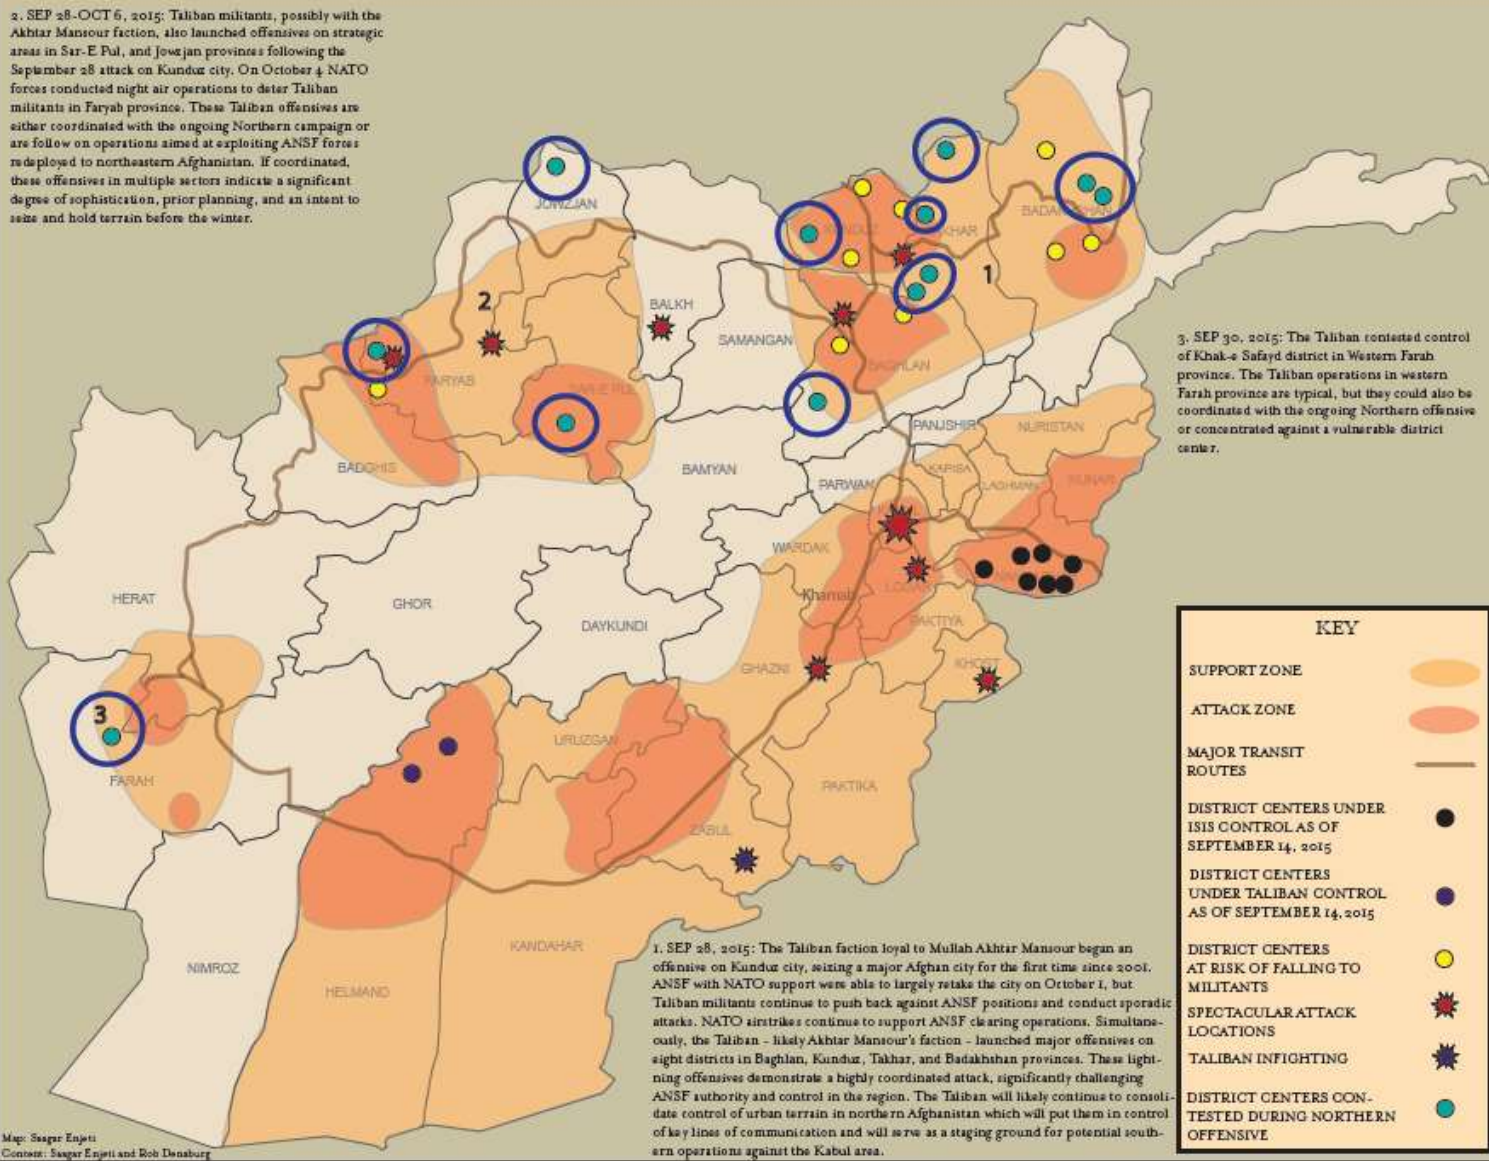 2. SEP 28-OCT 6, 2015: Taliban militants, possibly with the
Akhtar Mansour faction, also launched offensives on strategic
areas in Sar-E Pul, and Jowzjan provinces following the
September 28 attack on Kunduz city. On October 4 NATO
forces conducted night air operations to deter Taliban
militants in Faryab province. These Taliban offensives are
either coordinated with the ongoing Northern campaign or
are follow on operations aimed at exploiting ANSF forces
redeployed to northeastern Afghanistan. If coordinated,
these offensives in multiple sectors indicate a significant
degree of sophistication, prior planning, and an intent to
seize and hold terrain before the winter.
JOWZJAN
BADAKHSHAN
KUNDUZ
TAKHAR
1
2
BALKH
SAMANGAN
BAGHLAN
FARYAB
SAR-E PUL
3. SEP 30, 2015: The Taliban contested control
of Khak-e Safayd district in Western Farah
province. The Taliban operations in western
Farah province are typical, but they could also be
coordinated with the ongoing Northern offensive
or concentrated against a vulnerable district
center.
PANJSHIR
NURISTAN
BADGHIS
BAMYAN
PARWAN
KAPISA
LAGHMAN
KUNAR
WARDAK
HERAT
GHOR
DAYKUNDI
Khamab
LOGAR
PAKTIYA
GHAZNI
KHOST
3
FARAH
URUZGAN
PAKTIKA
ZABUL
KANDAHAR
NIMROZ
HELMAND
KEY
SUPPORT ZONE
ATTACK ZONE
MAJOR TRANSIT
ROUTES
DISTRICT CENTERS UNDER
ISIS CONTROL AS OF
SEPTEMBER 14, 2015
DISTRICT CENTERS
UNDER TALIBAN CONTROL
AS OF SEPTEMBER 14, 2015
DISTRICT CENTERS
AT RISK OF FALLING TO
MILITANTS
SPECTACULAR ATTACK
LOCATIONS
TALIBAN INFIGHTING
DISTRICT CENTERS CON-
TESTED DURING NORTHERN
OFFENSIVE
1. SEP 28, 2015: The Taliban faction loyal to Mullah Akhtar Mansour began an
offensive on Kunduz city, seizing a major Afghan city for the first time since 2001.
ANSF with NATO support were able to largely retake the city on October 1, but
Taliban militants continue to push back against ANSF positions and conduct sporadic
attacks. NATO airstrikes continue to support ANSF clearing operations. Simultane-
ously, the Taliban - likely Akhtar Mansour's faction - launched major offensives on
eight districts in Baghlan, Kunduz, Takhar, and Badakhshan provinces. These light-
ning offensives demonstrate a highly coordinated attack, significantly challenging
ANSF authority and control in the region. The Taliban will likely continue to consoli-
date control of urban terrain in northern Afghanistan which will put them in control
of key lines of communication and will serve as a staging ground for potential south-
ern operations against the Kabul area.
Map: Saagar Enjeti
Content: Saagar Enjeti and Rob Densburg